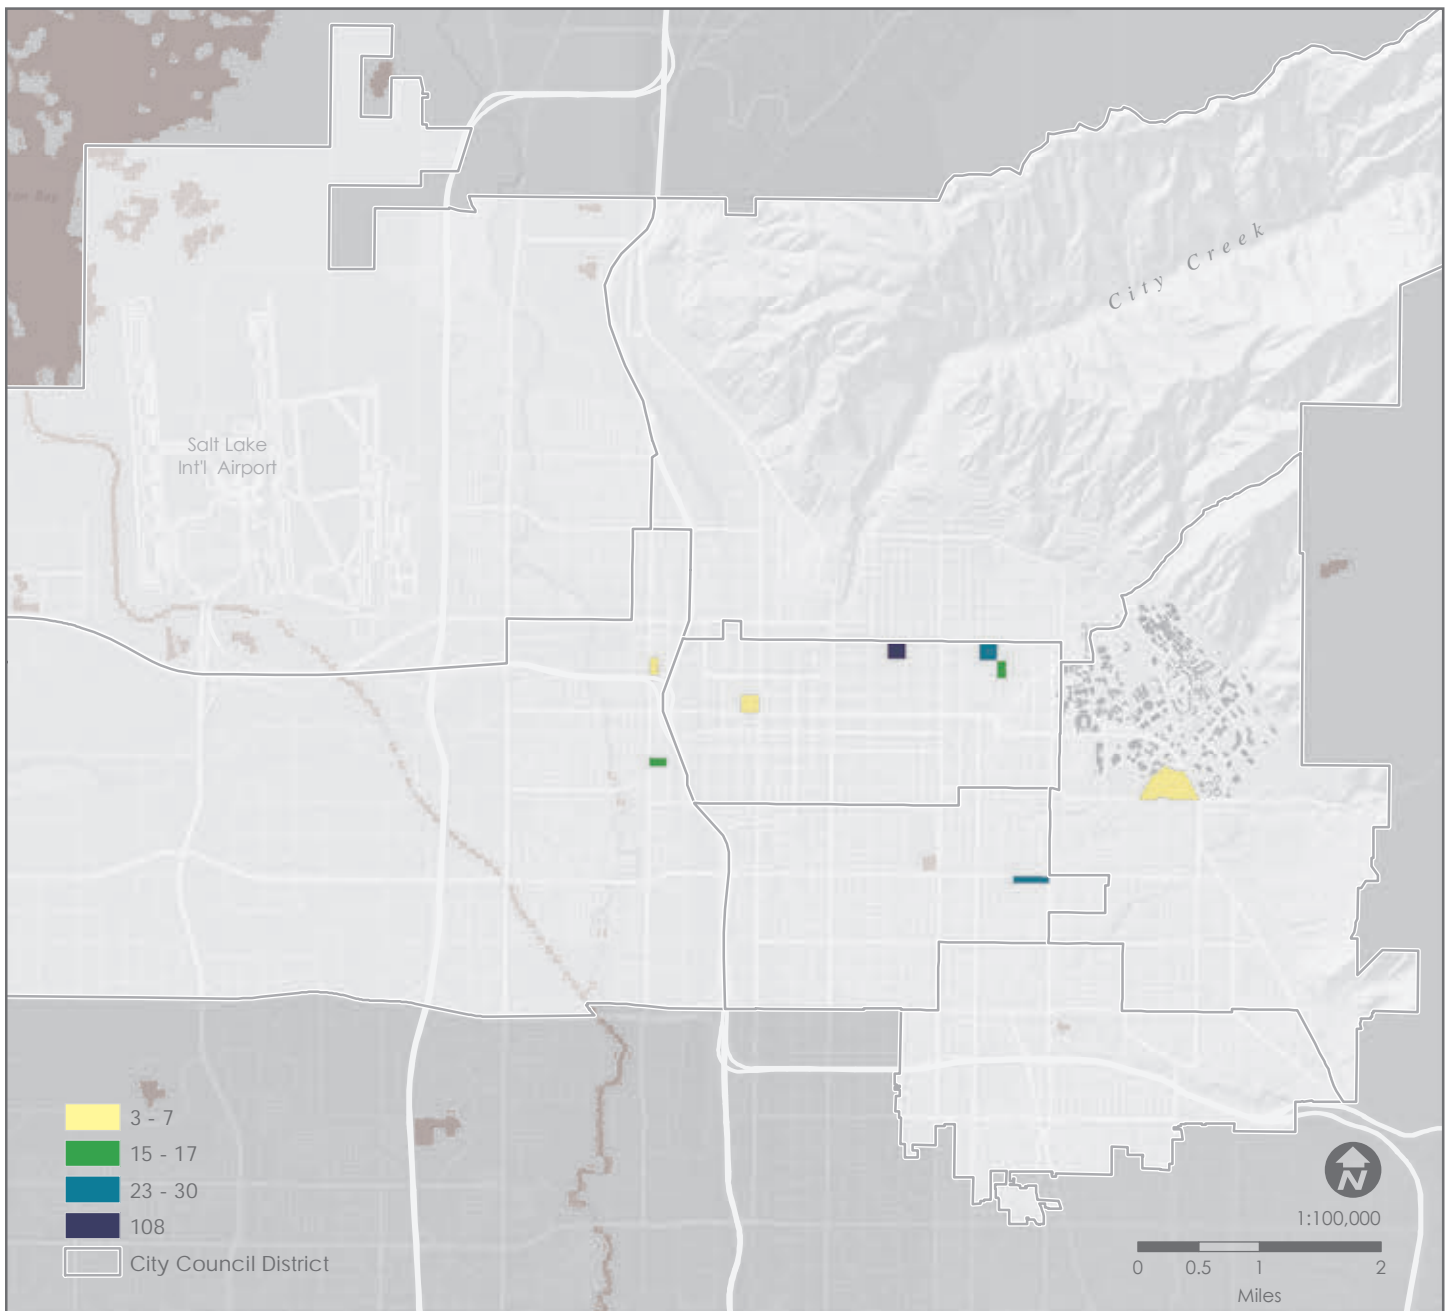 City Creek
Salt Lake
Int'l Airport
3 - 7
15 - 17
23 - 30
108
City Council District
N
1:100,000
0 0.5 1 2
Miles